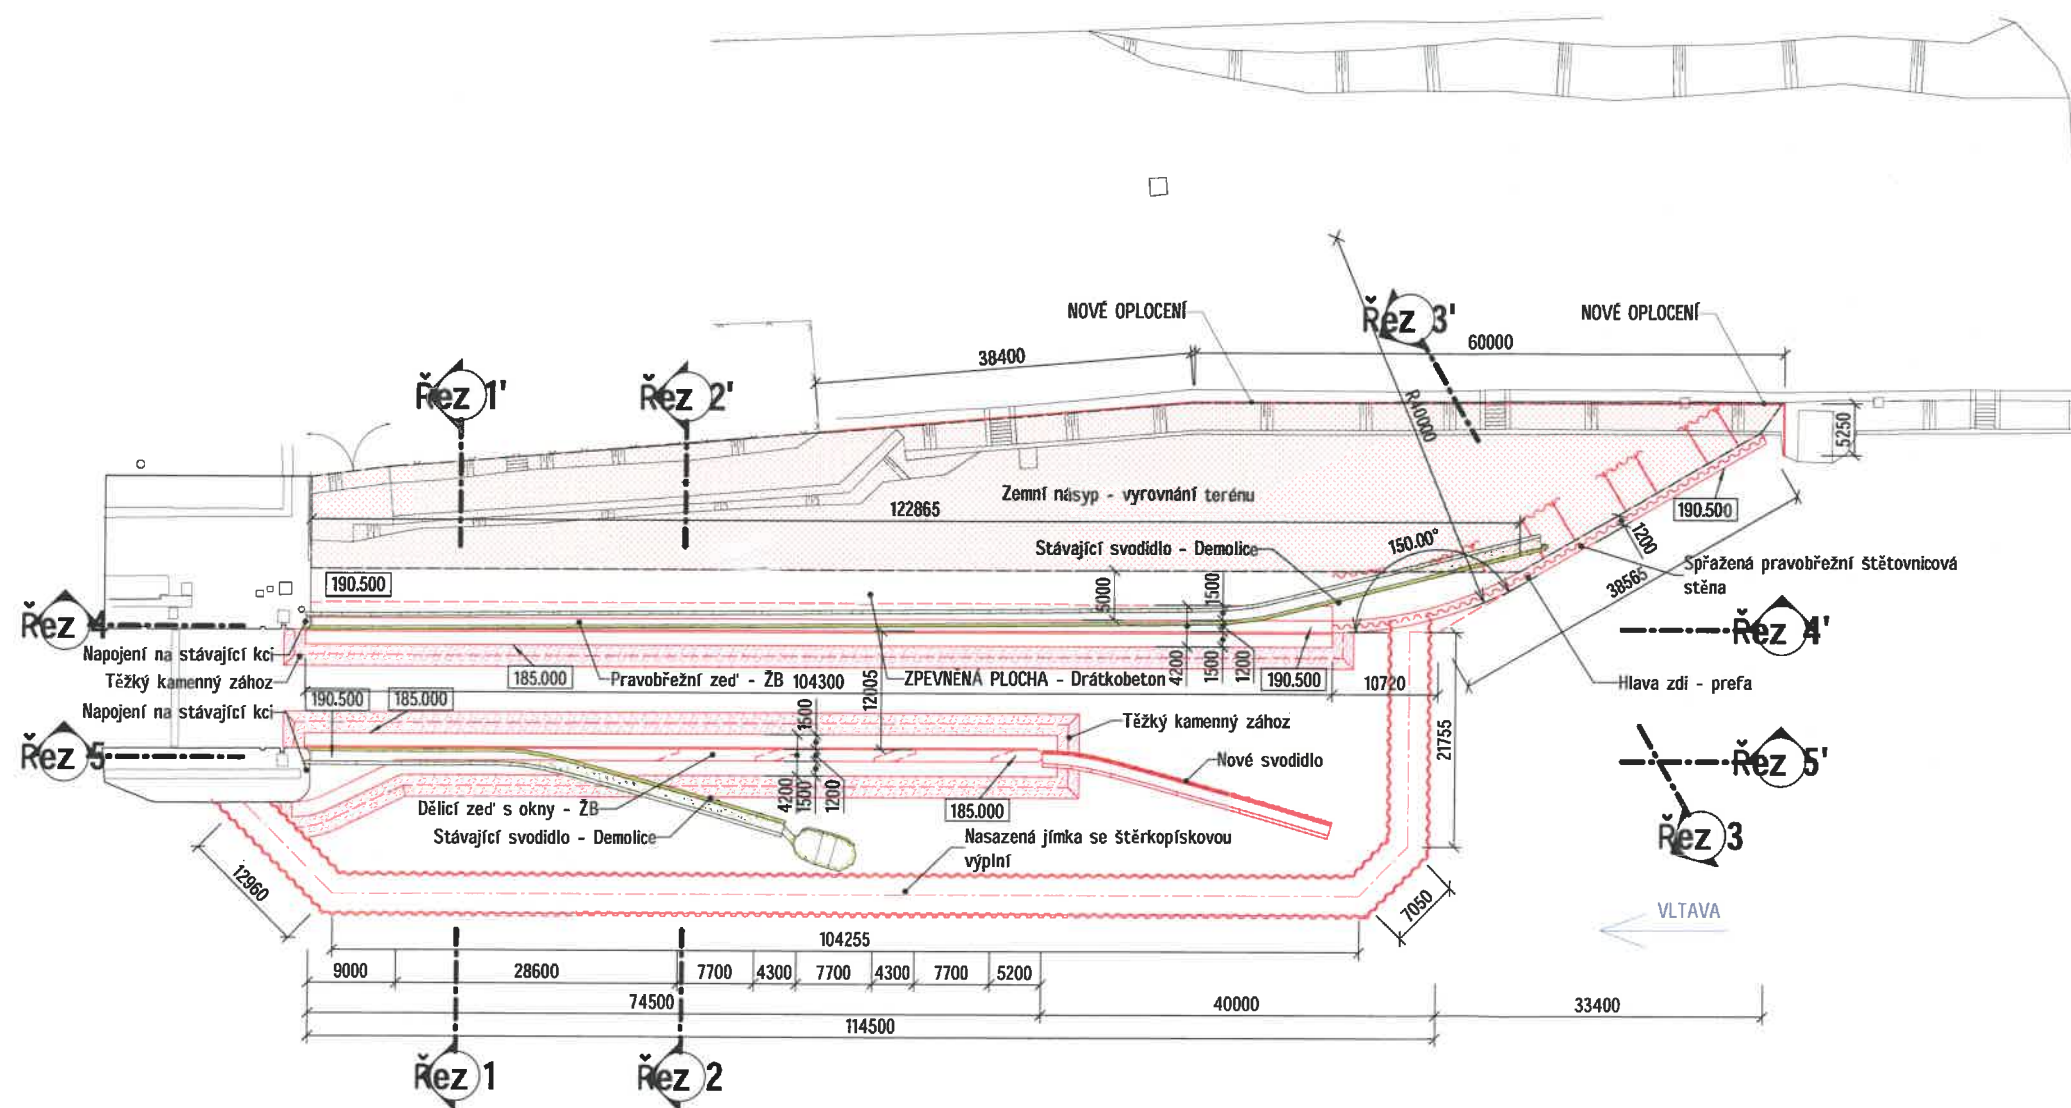 NOVÉ OPLOCENÍ
Řez 3'
NOVÉ OPLOCENÍ
38400
60000
Řez 1'
Řez 2'
R40000
5250
Zemní násyp - vyrovnání terénu
122865
190.500
Stávající svodidlo - Demolice
150.00°
1200
Spřažená pravobřežní štětovnicová
stěna
38565
190.500
5000
1500
Řez 4
Řez 4'
Napojení na stávající kci
Těžký kamenný zához
185.000
Pravobřežní zeď - ŽB
104300
ZPEVNĚNÁ PLOCHA - Drátkobeton
4200
1500
1200
190.500
10720
Hlava zdi - prefa
Napojení na stávající kci
190.500
185.000
12005
1500
Těžký kamenný zához
21755
Řez 5
Nové svodidlo
Řez 5'
4200
1500
1200
Dělicí zeď s okny - ŽB
185.000
Stávající svodidlo - Demolice
Nasazená jímka se štěrkopískovou
výplní
Řez 3
12960
7050
VLTAVA
104255
9000
28600
7700
4300
7700
4300
7700
5200
74500
40000
33400
114500
Řez 1
Řez 2